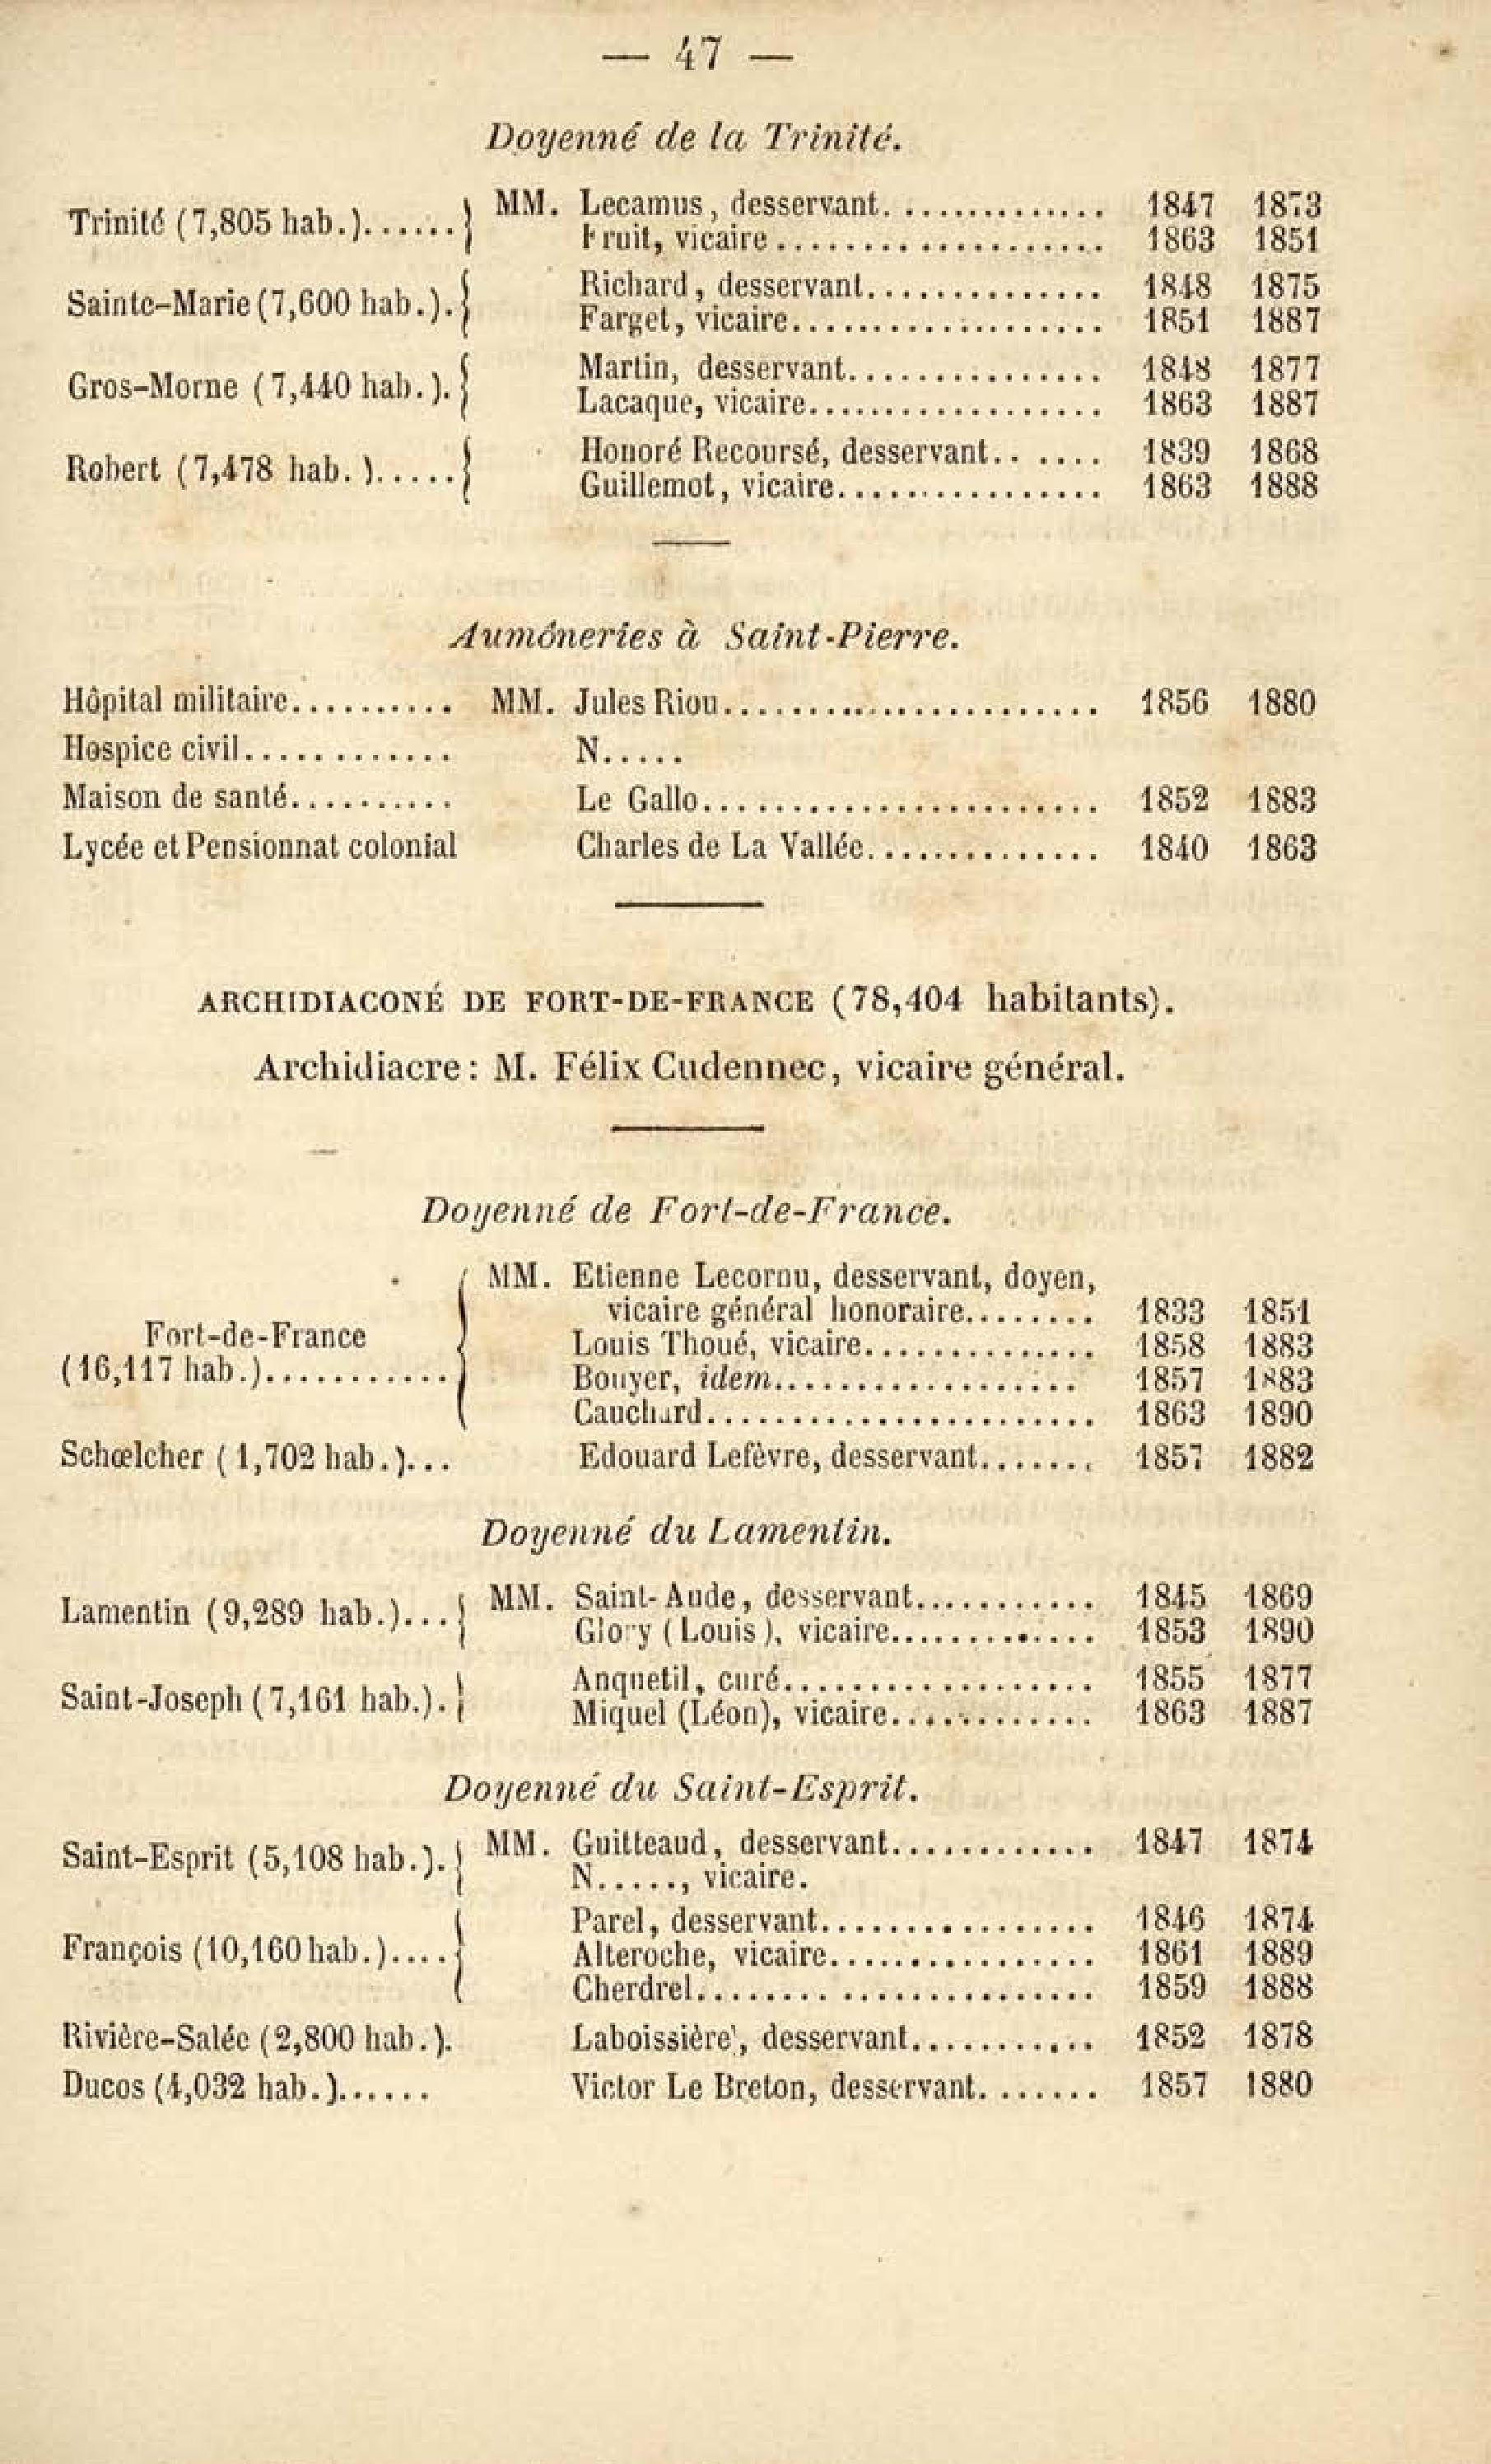 — 47 —
Doyenné de la Trinité.
Trinité (7,805 hab.)......
MM. Lecamus, desservant.............. 1847 1873
Fruit, vicaire................... 1863 1851
Sainte-Marie (7,600 hab.).
Richard, desservant.............. 1848 1875
Farget, vicaire................... 1851 1887
Gros-Morne (7,440 hab.).
Martin, desservant............... 1848 1877
Lacaque, vicaire.................. 1863 1887
Robert (7,478 hab.).....
Honoré Recoursé, desservant...... 1839 1868
Guillemot, vicaire................ 1863 1888
Aumôneries à Saint-Pierre.
Hôpital militaire.......... MM. Jules Riou....................... 1856 1880
Hospice civil............ N.....
Maison de santé.......... Le Gallo........................ 1852 1883
Lycée et Pensionnat colonial Charles de La Vallée.............. 1840 1863
ARCHIDIACONÉ DE FORT-DE-FRANCE (78,404 habitants).
Archidiacre: M. Félix Cudennec, vicaire général.
Doyenné de Fort-de-France.
MM. Etienne Lecornu, desservant, doyen,
vicaire général honoraire........ 1833 1851
Fort-de-France
(16,117 hab.)...........
Louis Thoué, vicaire.............. 1858 1883
Bouyer, idem.................. 1857 1883
Cauchard....................... 1863 1890
Schœlcher (1,702 hab.)... Edouard Lefèvre, desservant....... 1857 1882
Doyenné du Lamentin.
Lamentin (9,289 hab.)...
MM. Saint-Aude, desservant........... 1845 1869
Glory (Louis), vicaire............ 1853 1890
Saint-Joseph (7,161 hab.).
Anquetil, curé.................. 1855 1877
Miquel (Léon), vicaire............ 1863 1887
Doyenné du Saint-Esprit.
Saint-Esprit (5,108 hab.).
MM. Guitteaud, desservant............ 1847 1874
N....., vicaire.
François (10,160 hab.)....
Parel, desservant................ 1846 1874
Alteroche, vicaire................ 1861 1889
Cherdrel........................ 1859 1888
Rivière-Salée (2,800 hab.). Laboissière', desservant........... 1852 1878
Ducos (4,032 hab.)...... Victor Le Breton, desservant....... 1857 1880